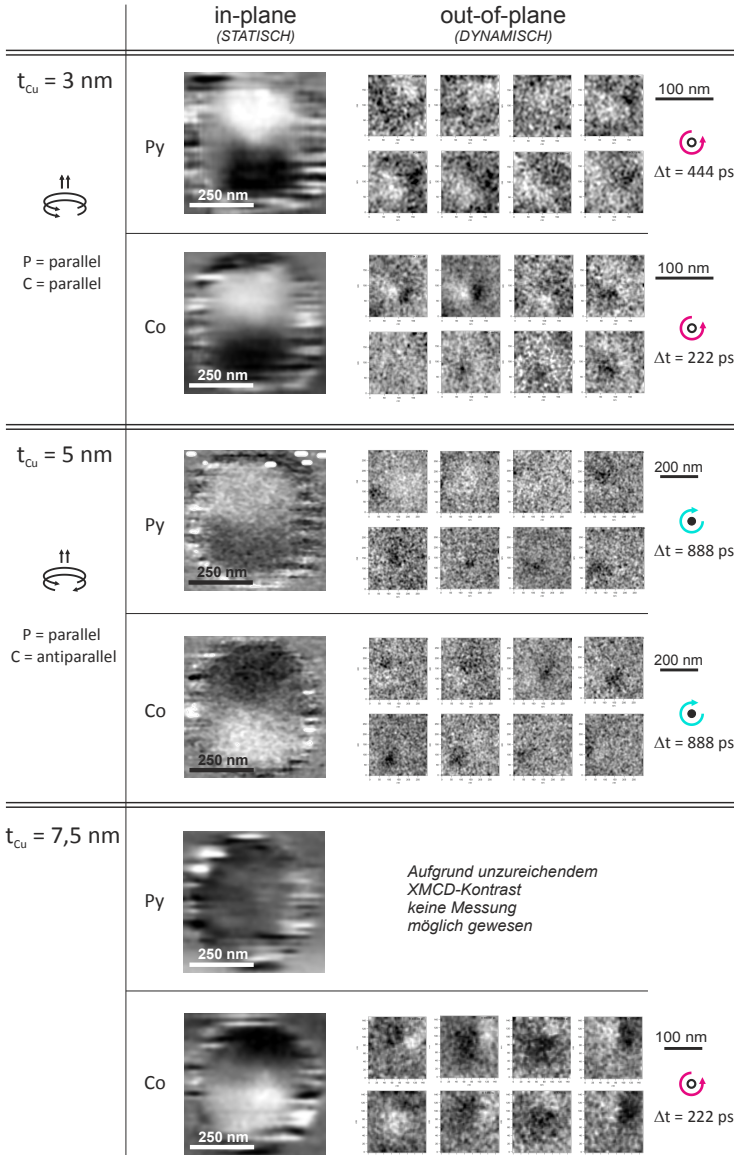 in-plane
(STATISCH)
out-of-plane
(DYNAMISCH)
t_Cu = 3 nm
P = parallel
C = parallel
Py
250 nm
100 nm
Δt = 444 ps
Co
250 nm
100 nm
Δt = 222 ps
t_Cu = 5 nm
P = parallel
C = antiparallel
Py
250 nm
200 nm
Δt = 888 ps
Co
250 nm
200 nm
Δt = 888 ps
t_Cu = 7,5 nm
Py
250 nm
Aufgrund unzureichendem
XMCD-Kontrast
keine Messung
möglich gewesen
Co
250 nm
100 nm
Δt = 222 ps